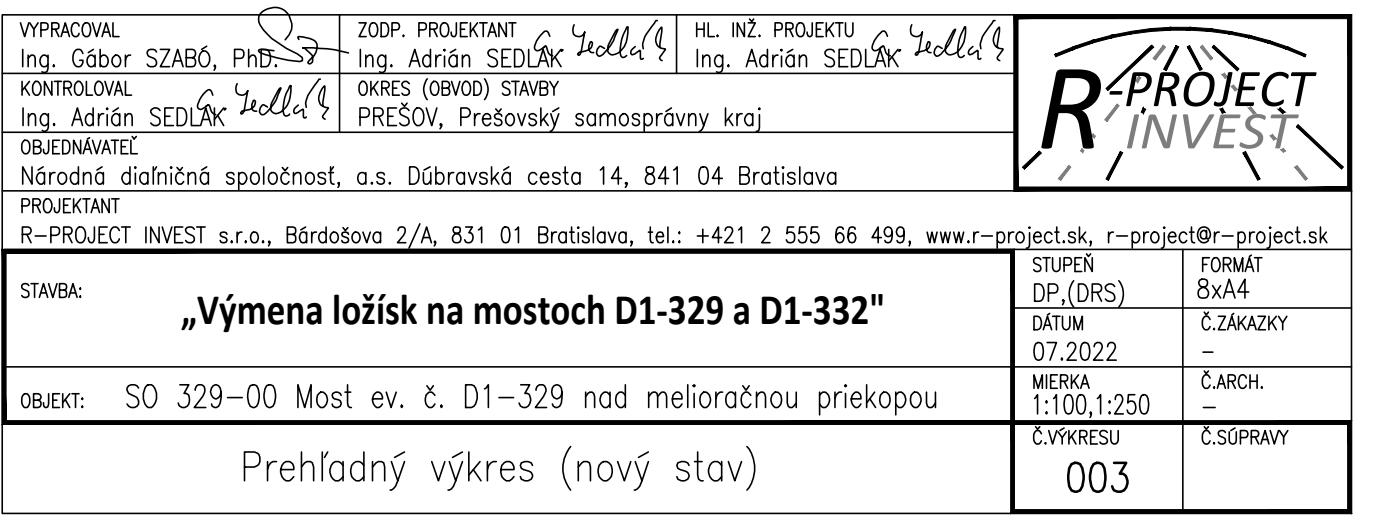 VYPRACOVAL
Ing. Gábor SZABÓ, PhD.
ZODP. PROJEKTANT
Ing. Adrián SEDLÁK
HL. INŽ. PROJEKTU
Ing. Adrián SEDLÁK
KONTROLOVAL
Ing. Adrián SEDLÁK
OKRES (OBVOD) STAVBY
PREŠOV, Prešovský samosprávny kraj
R-PROJECT
INVEST
OBJEDNÁVATEĽ
Národná diaľničná spoločnosť, a.s. Dúbravská cesta 14, 841 04 Bratislava
PROJEKTANT
R-PROJECT INVEST s.r.o., Bárdošova 2/A, 831 01 Bratislava, tel.: +421 2 555 66 499, www.r-project.sk, r-project@r-project.sk
STAVBA:
„Výmena ložísk na mostoch D1-329 a D1-332"
STUPEŇ
DP,(DRS)
FORMÁT
8xA4
DÁTUM
07.2022
Č.ZÁKAZKY
-
OBJEKT: SO 329-00 Most ev. č. D1-329 nad melioračnou priekopou
MIERKA
1:100,1:250
Č.ARCH.
-
Prehľadný výkres (nový stav)
Č.VÝKRESU
003
Č.SÚPRAVY